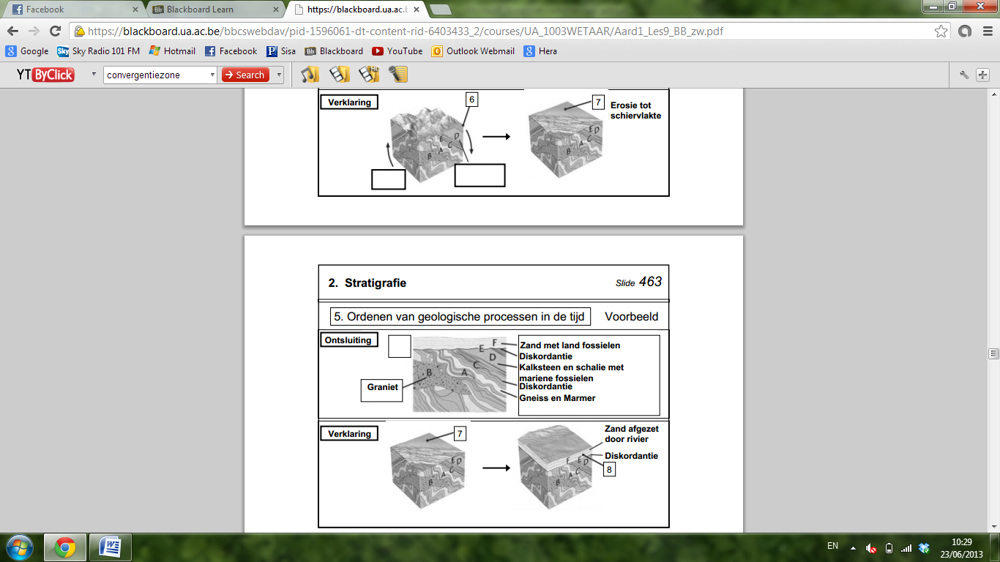 Facebook
Blackboard Learn
https://blackboard.ua.ac.b
https://blackboard.ua.ac.be/bbcswebdav/pid-1596061-dt-content-rid-6403433_2/courses/UA_1003WETAAR/Aard1_Les9_BB_zw.pdf
Google Sky Radio 101 FM Hotmail Facebook Sisa Blackboard YouTube Outlook Webmail Hera
YT ByClick convergentiezone Search
Verklaring
6
7
Erosie tot
schiervlakte
E D
C
A
B
E D
C
A
B
2. Stratigrafie
Slide 463
5. Ordenen van geologische processen in de tijd
Voorbeeld
Ontsluiting
F
E
D
C
B A
Graniet
Zand met land fossielen
Diskordantie
Kalksteen en schalie met
mariene fossielen
Diskordantie
Gneiss en Marmer
Verklaring
7
E D
C
A
B
F E D
C
A
B
Zand afgezet
door rivier
Diskordantie
8
EN
10:29
23/06/2013